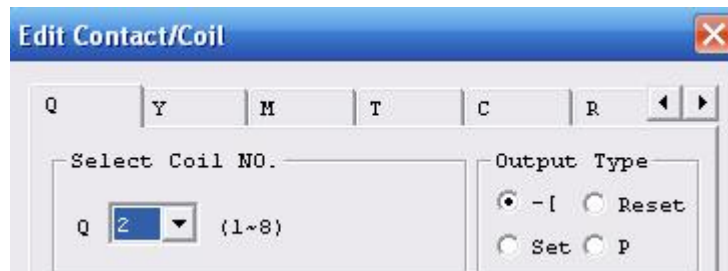 Edit Contact/Coil
Q Y M T C R
Select Coil NO. Output Type
-[ Reset
Q 2 (1~8)
Set P